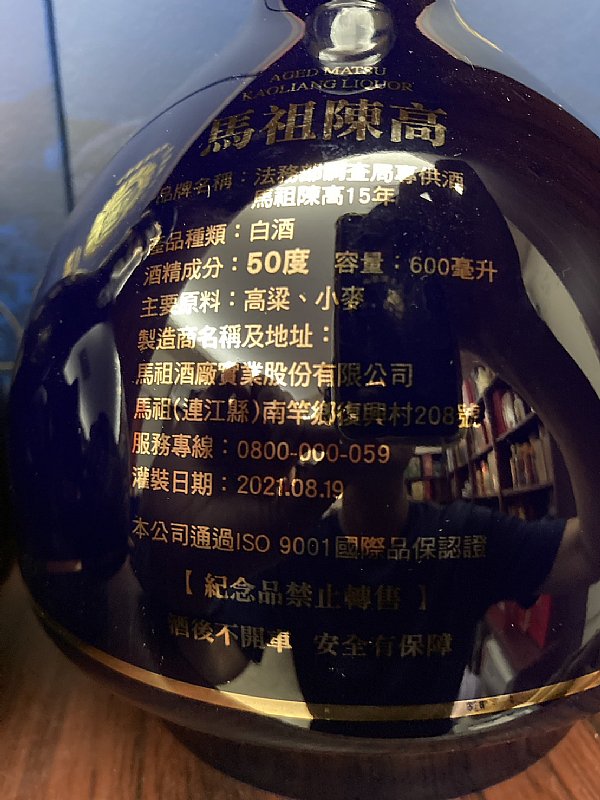 AGED MATSU
KAOLIANG LIQUOR
馬祖陳高
品牌名稱：法務部調查局專供酒
馬祖陳高15年
產品種類：白酒
酒精成分：50度 容量：600毫升
主要原料：高粱、小麥
製造商名稱及地址：
馬祖酒廠實業股份有限公司
馬祖(連江縣)南竿鄉復興村208號
服務專線：0800-000-059
灌裝日期：2021.08.19
本公司通過ISO 9001國際品保認證
【 紀念品禁止轉售 】
酒後不開車 安全有保障